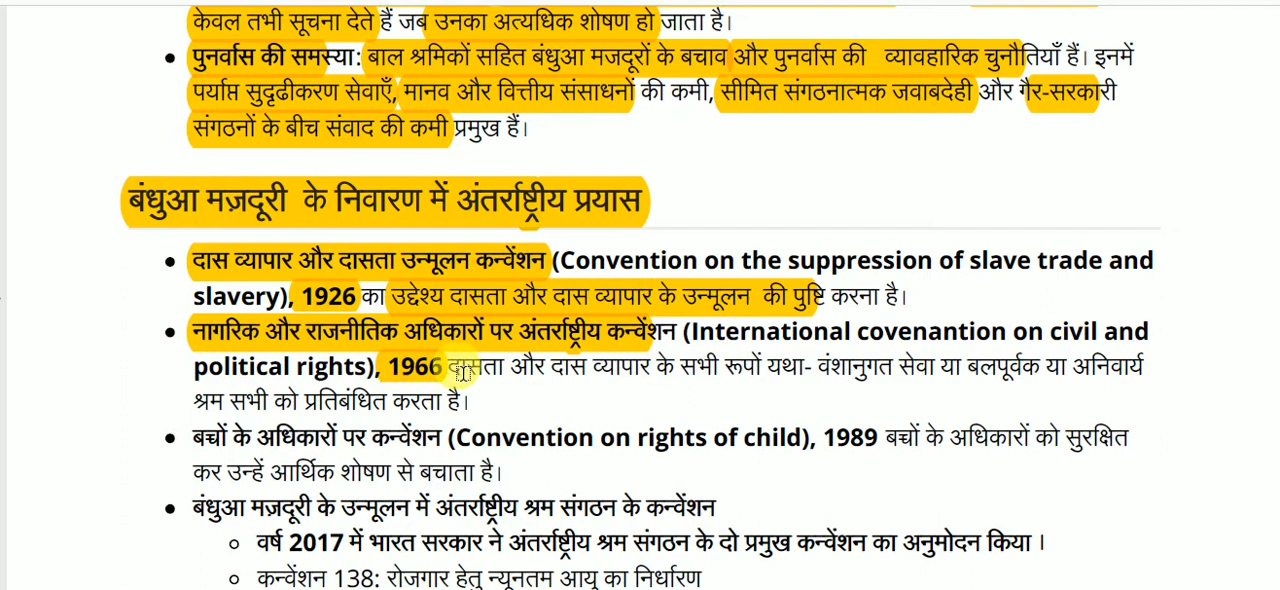 केवल तभी सूचना देते हैं जब उनका अत्यधिक शोषण हो जाता है।
• पुनर्वास की समस्या: बाल श्रमिकों सहित बंधुआ मजदूरों के बचाव और पुनर्वास की व्यावहारिक चुनौतियाँ हैं। इनमें
पर्याप्त सुदृढीकरण सेवाएँ, मानव और वित्तीय संसाधनों की कमी, सीमित संगठनात्मक जवाबदेही और गैर-सरकारी
संगठनों के बीच संवाद की कमी प्रमुख हैं।
बंधुआ मज़दूरी के निवारण में अंतर्राष्ट्रीय प्रयास
• दास व्यापार और दासता उन्मूलन कन्वेंशन (Convention on the suppression of slave trade and
slavery), 1926 का उद्देश्य दासता और दास व्यापार के उन्मूलन की पुष्टि करना है।
• नागरिक और राजनीतिक अधिकारों पर अंतर्राष्ट्रीय कन्वेंशन (International covenantion on civil and
political rights), 1966 दासता और दास व्यापार के सभी रूपों यथा- वंशानुगत सेवा या बलपूर्वक या अनिवार्य
श्रम सभी को प्रतिबंधित करता है।
• बच्चों के अधिकारों पर कन्वेंशन (Convention on rights of child), 1989 बच्चों के अधिकारों को सुरक्षित
कर उन्हें आर्थिक शोषण से बचाता है।
• बंधुआ मज़दूरी के उन्मूलन में अंतर्राष्ट्रीय श्रम संगठन के कन्वेंशन
○ वर्ष 2017 में भारत सरकार ने अंतर्राष्ट्रीय श्रम संगठन के दो प्रमुख कन्वेंशन का अनुमोदन किया ।
○ कन्वेंशन 138: रोजगार हेतु न्यूनतम आयु का निर्धारण